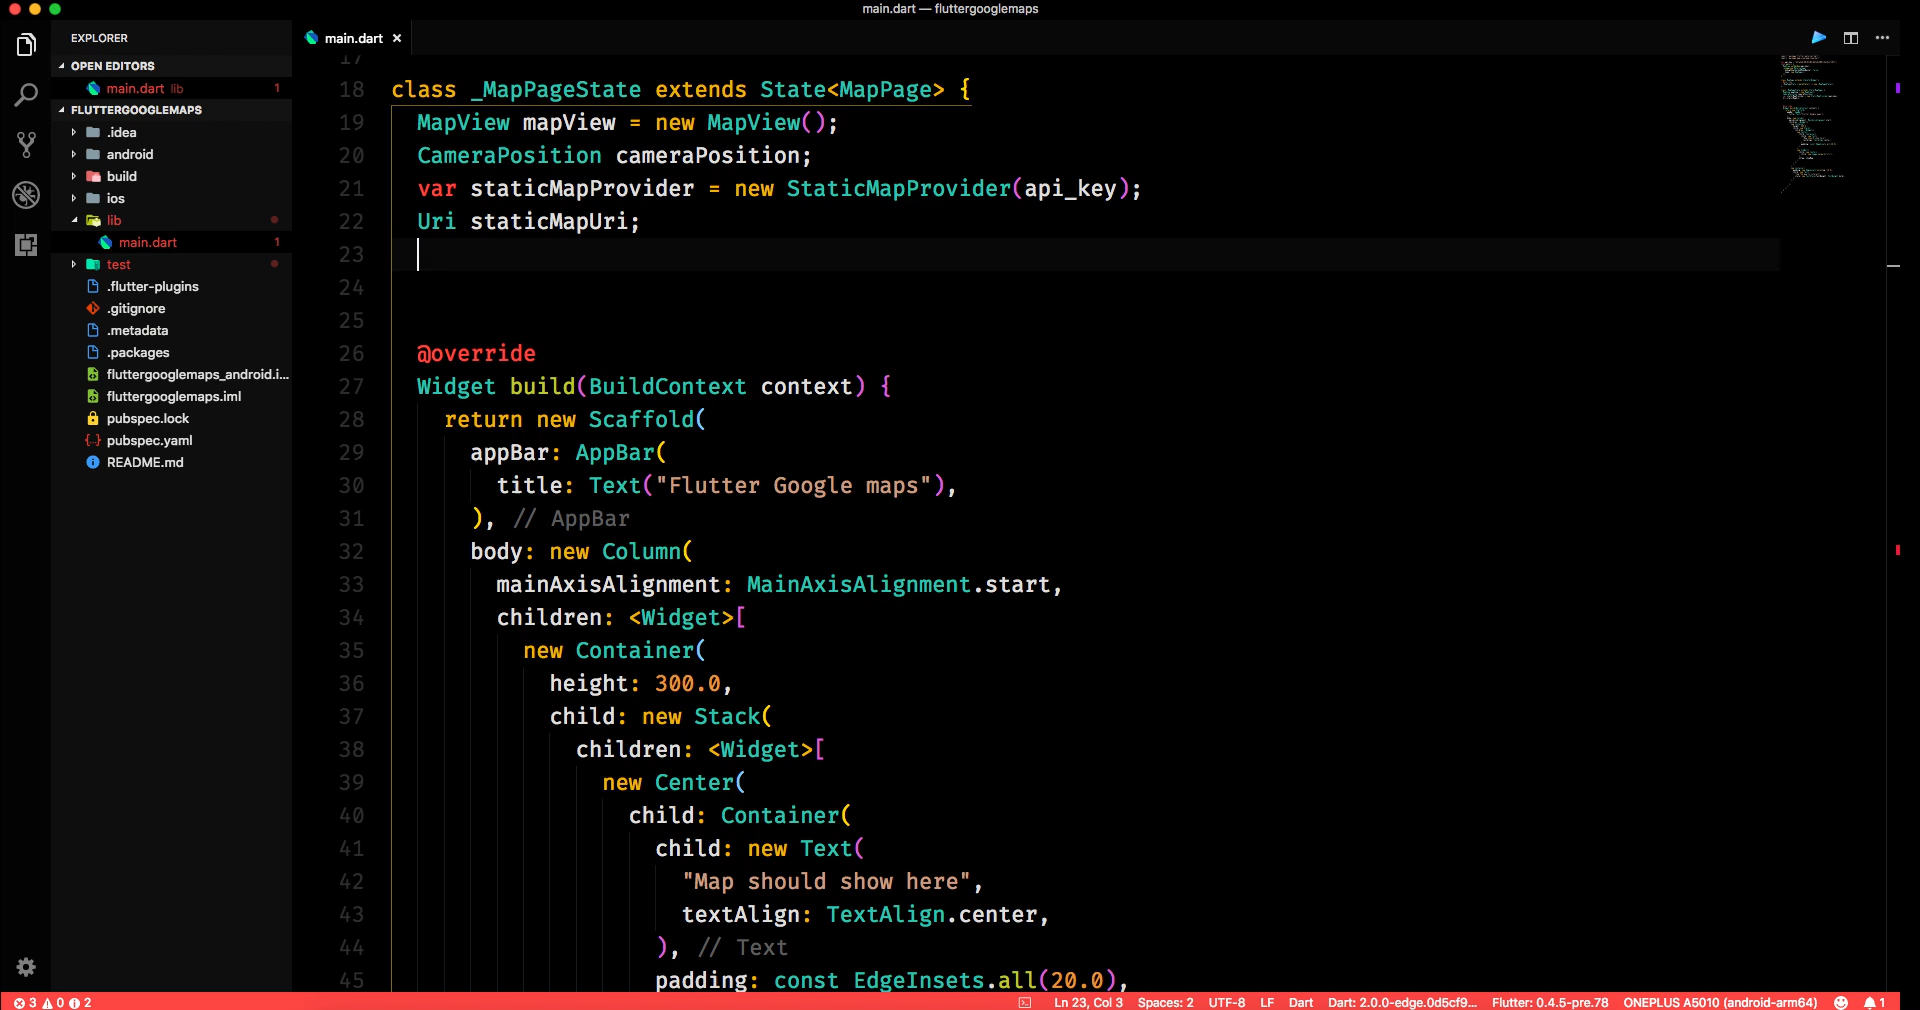 main.dart — fluttergooglemaps
EXPLORER
OPEN EDITORS
main.dart lib 1
FLUTTERGOOGLEMAPS
.idea
android
build
ios
lib
main.dart 1
test
.flutter-plugins
.gitignore
.metadata
.packages
fluttergooglemaps_android.i...
fluttergooglemaps.iml
pubspec.lock
pubspec.yaml
README.md
main.dart ×
17
18 class _MapPageState extends State<MapPage> {
19 MapView mapView = new MapView();
20 CameraPosition cameraPosition;
21 var staticMapProvider = new StaticMapProvider(api_key);
22 Uri staticMapUri;
23
24
25
26 @override
27 Widget build(BuildContext context) {
28 return new Scaffold(
29 appBar: AppBar(
30 title: Text("Flutter Google maps"),
31 ), // AppBar
32 body: new Column(
33 mainAxisAlignment: MainAxisAlignment.start,
34 children: <Widget>[
35 new Container(
36 height: 300.0,
37 child: new Stack(
38 children: <Widget>[
39 new Center(
40 child: Container(
41 child: new Text(
42 "Map should show here",
43 textAlign: TextAlign.center,
44 ), // Text
45 padding: const EdgeInsets.all(20.0),
3 0 2 Ln 23, Col 3 Spaces: 2 UTF-8 LF Dart Dart: 2.0.0-edge.0d5cf9... Flutter: 0.4.5-pre.78 ONEPLUS A5010 (android-arm64) 1